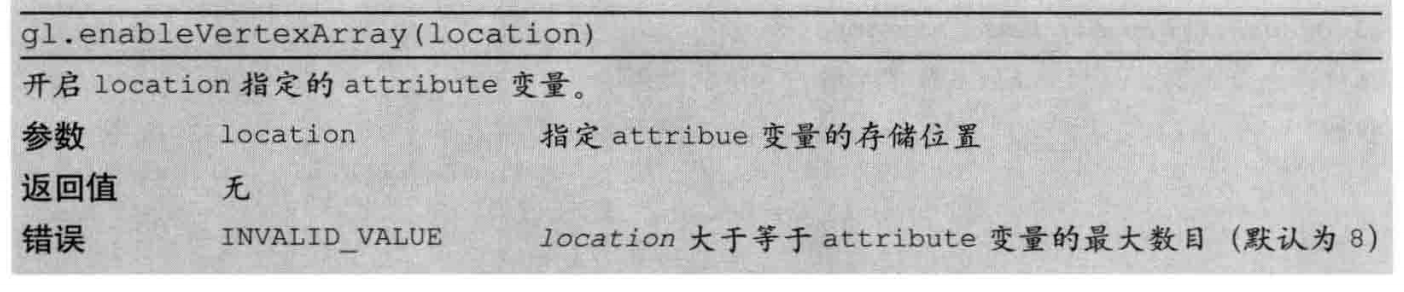 gl.enableVertexArray(location)
开启 location 指定的 attribute 变量。
参数 location 指定 attribue 变量的存储位置
返回值 无
错误 INVALID_VALUE location 大于等于 attribute 变量的最大数目 (默认为 8)